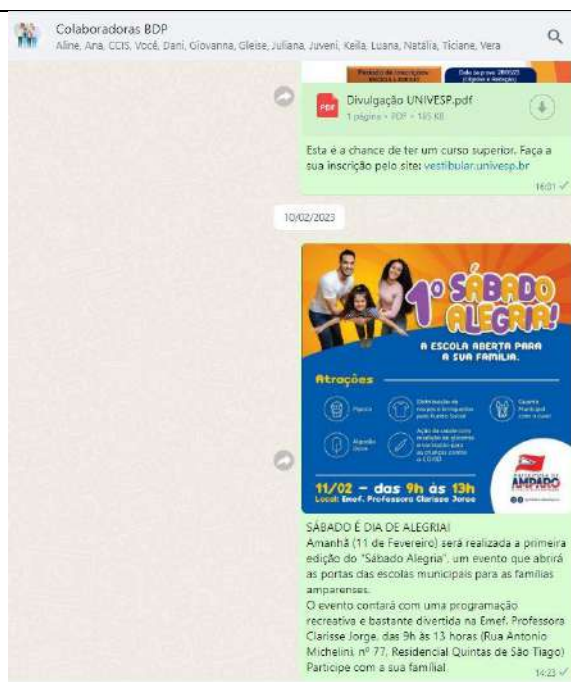 Colaboradoras BDP
Aline, Ana, CCIS, Você, Dani, Giovanna, Gleise, Juliana, Juveni, Keila, Luana, Natália, Ticiane, Vera
Divulgação UNIVESP.pdf
PDF
1 página • PDF • 185 KB
Esta é a chance de ter um curso superior. Faça a
sua inscrição pelo site: vestibular.univesp.br
16:01
10/02/2023
1º SÁBADO
ALEGRIA!
A ESCOLA ABERTA PARA
A SUA FAMÍLIA.
Atrações
Pipoca
Guarda
Municipal
Algodão
Doce
11/02 – das 9h às 13h
Local: Emef. Professora Clarisse Jorge
AMPARO
SÁBADO É DIA DE ALEGRIA!
Amanhã (11 de Fevereiro) será realizada a primeira
edição do "Sábado Alegria", um evento que abrirá
as portas das escolas municipais para as famílias
amparenses.
O evento contará com uma programação
recreativa e bastante divertida na Emef. Professora
Clarisse Jorge, das 9h às 13 horas (Rua Antonio
Michelini, nº 77, Residencial Quintas de São Tiago)
Participe com a sua família!
14:23